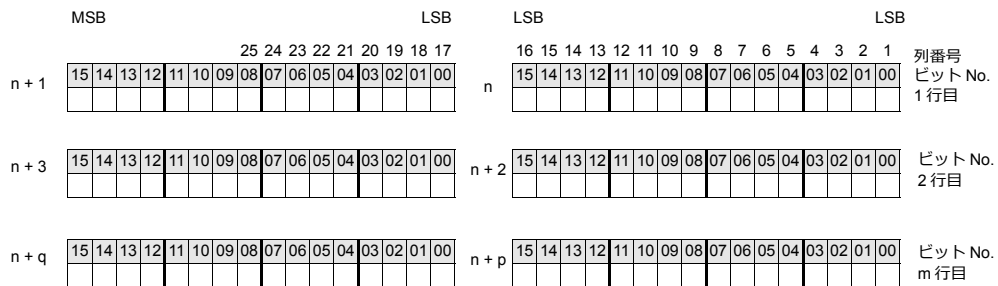 MSB LSB LSB LSB
25 24 23 22 21 20 19 18 17 16 15 14 13 12 11 10 9 8 7 6 5 4 3 2 1 列番号
n + 1 15 14 13 12 11 10 09 08 07 06 05 04 03 02 01 00 n 15 14 13 12 11 10 09 08 07 06 05 04 03 02 01 00 ビット No.
1 行目
n + 3 15 14 13 12 11 10 09 08 07 06 05 04 03 02 01 00 n + 2 15 14 13 12 11 10 09 08 07 06 05 04 03 02 01 00 ビット No.
2 行目
n + q 15 14 13 12 11 10 09 08 07 06 05 04 03 02 01 00 n + p 15 14 13 12 11 10 09 08 07 06 05 04 03 02 01 00 ビット No.
m 行目